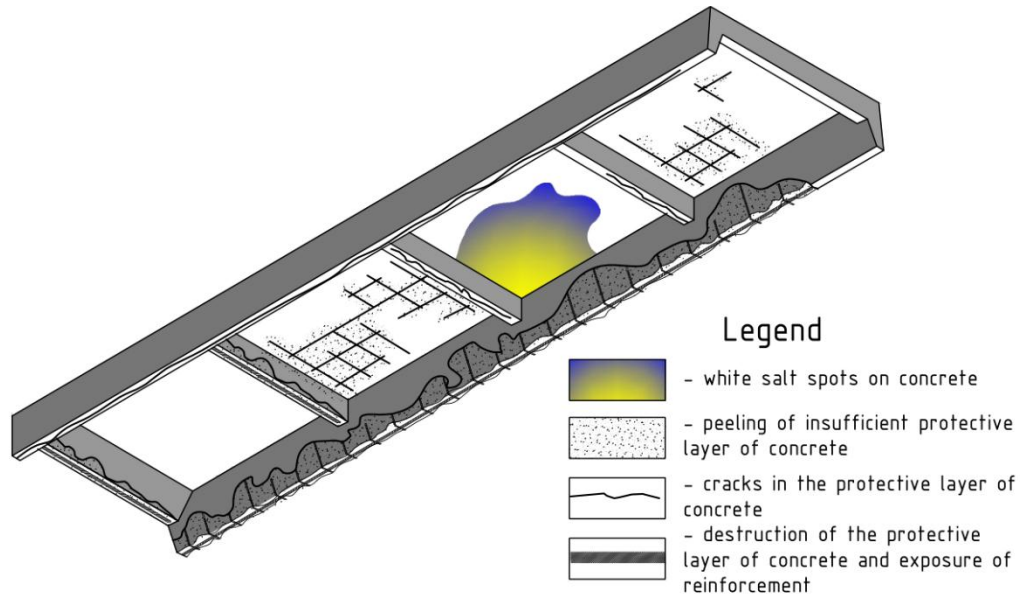 Legend
- white salt spots on concrete
- peeling of insufficient protective
layer of concrete
- cracks in the protective layer of
concrete
- destruction of the protective
layer of concrete and exposure of
reinforcement